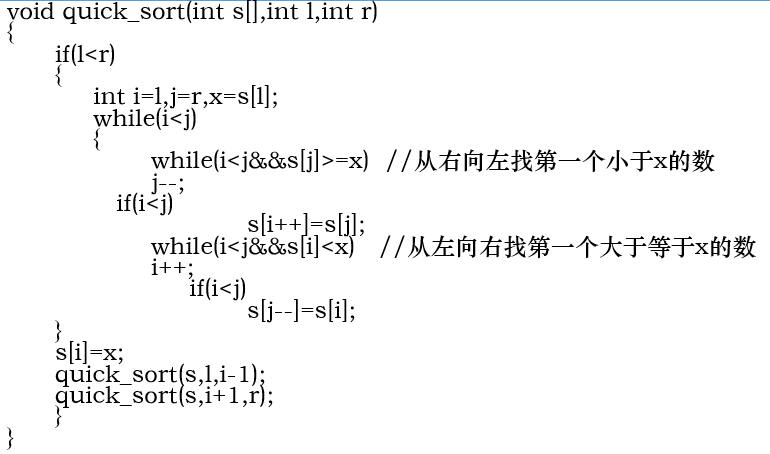 void quick_sort(int s[],int l,int r)
{
if(l<r)
{
int i=l,j=r,x=s[l];
while(i<j)
{
while(i<j&&s[j]>=x) //从右向左找第一个小于x的数
j--;
if(i<j)
s[i++]=s[j];
while(i<j&&s[i]<x) //从左向右找第一个大于等于x的数
i++;
if(i<j)
s[j--]=s[i];
}
s[i]=x;
quick_sort(s,l,i-1);
quick_sort(s,i+1,r);
}
}